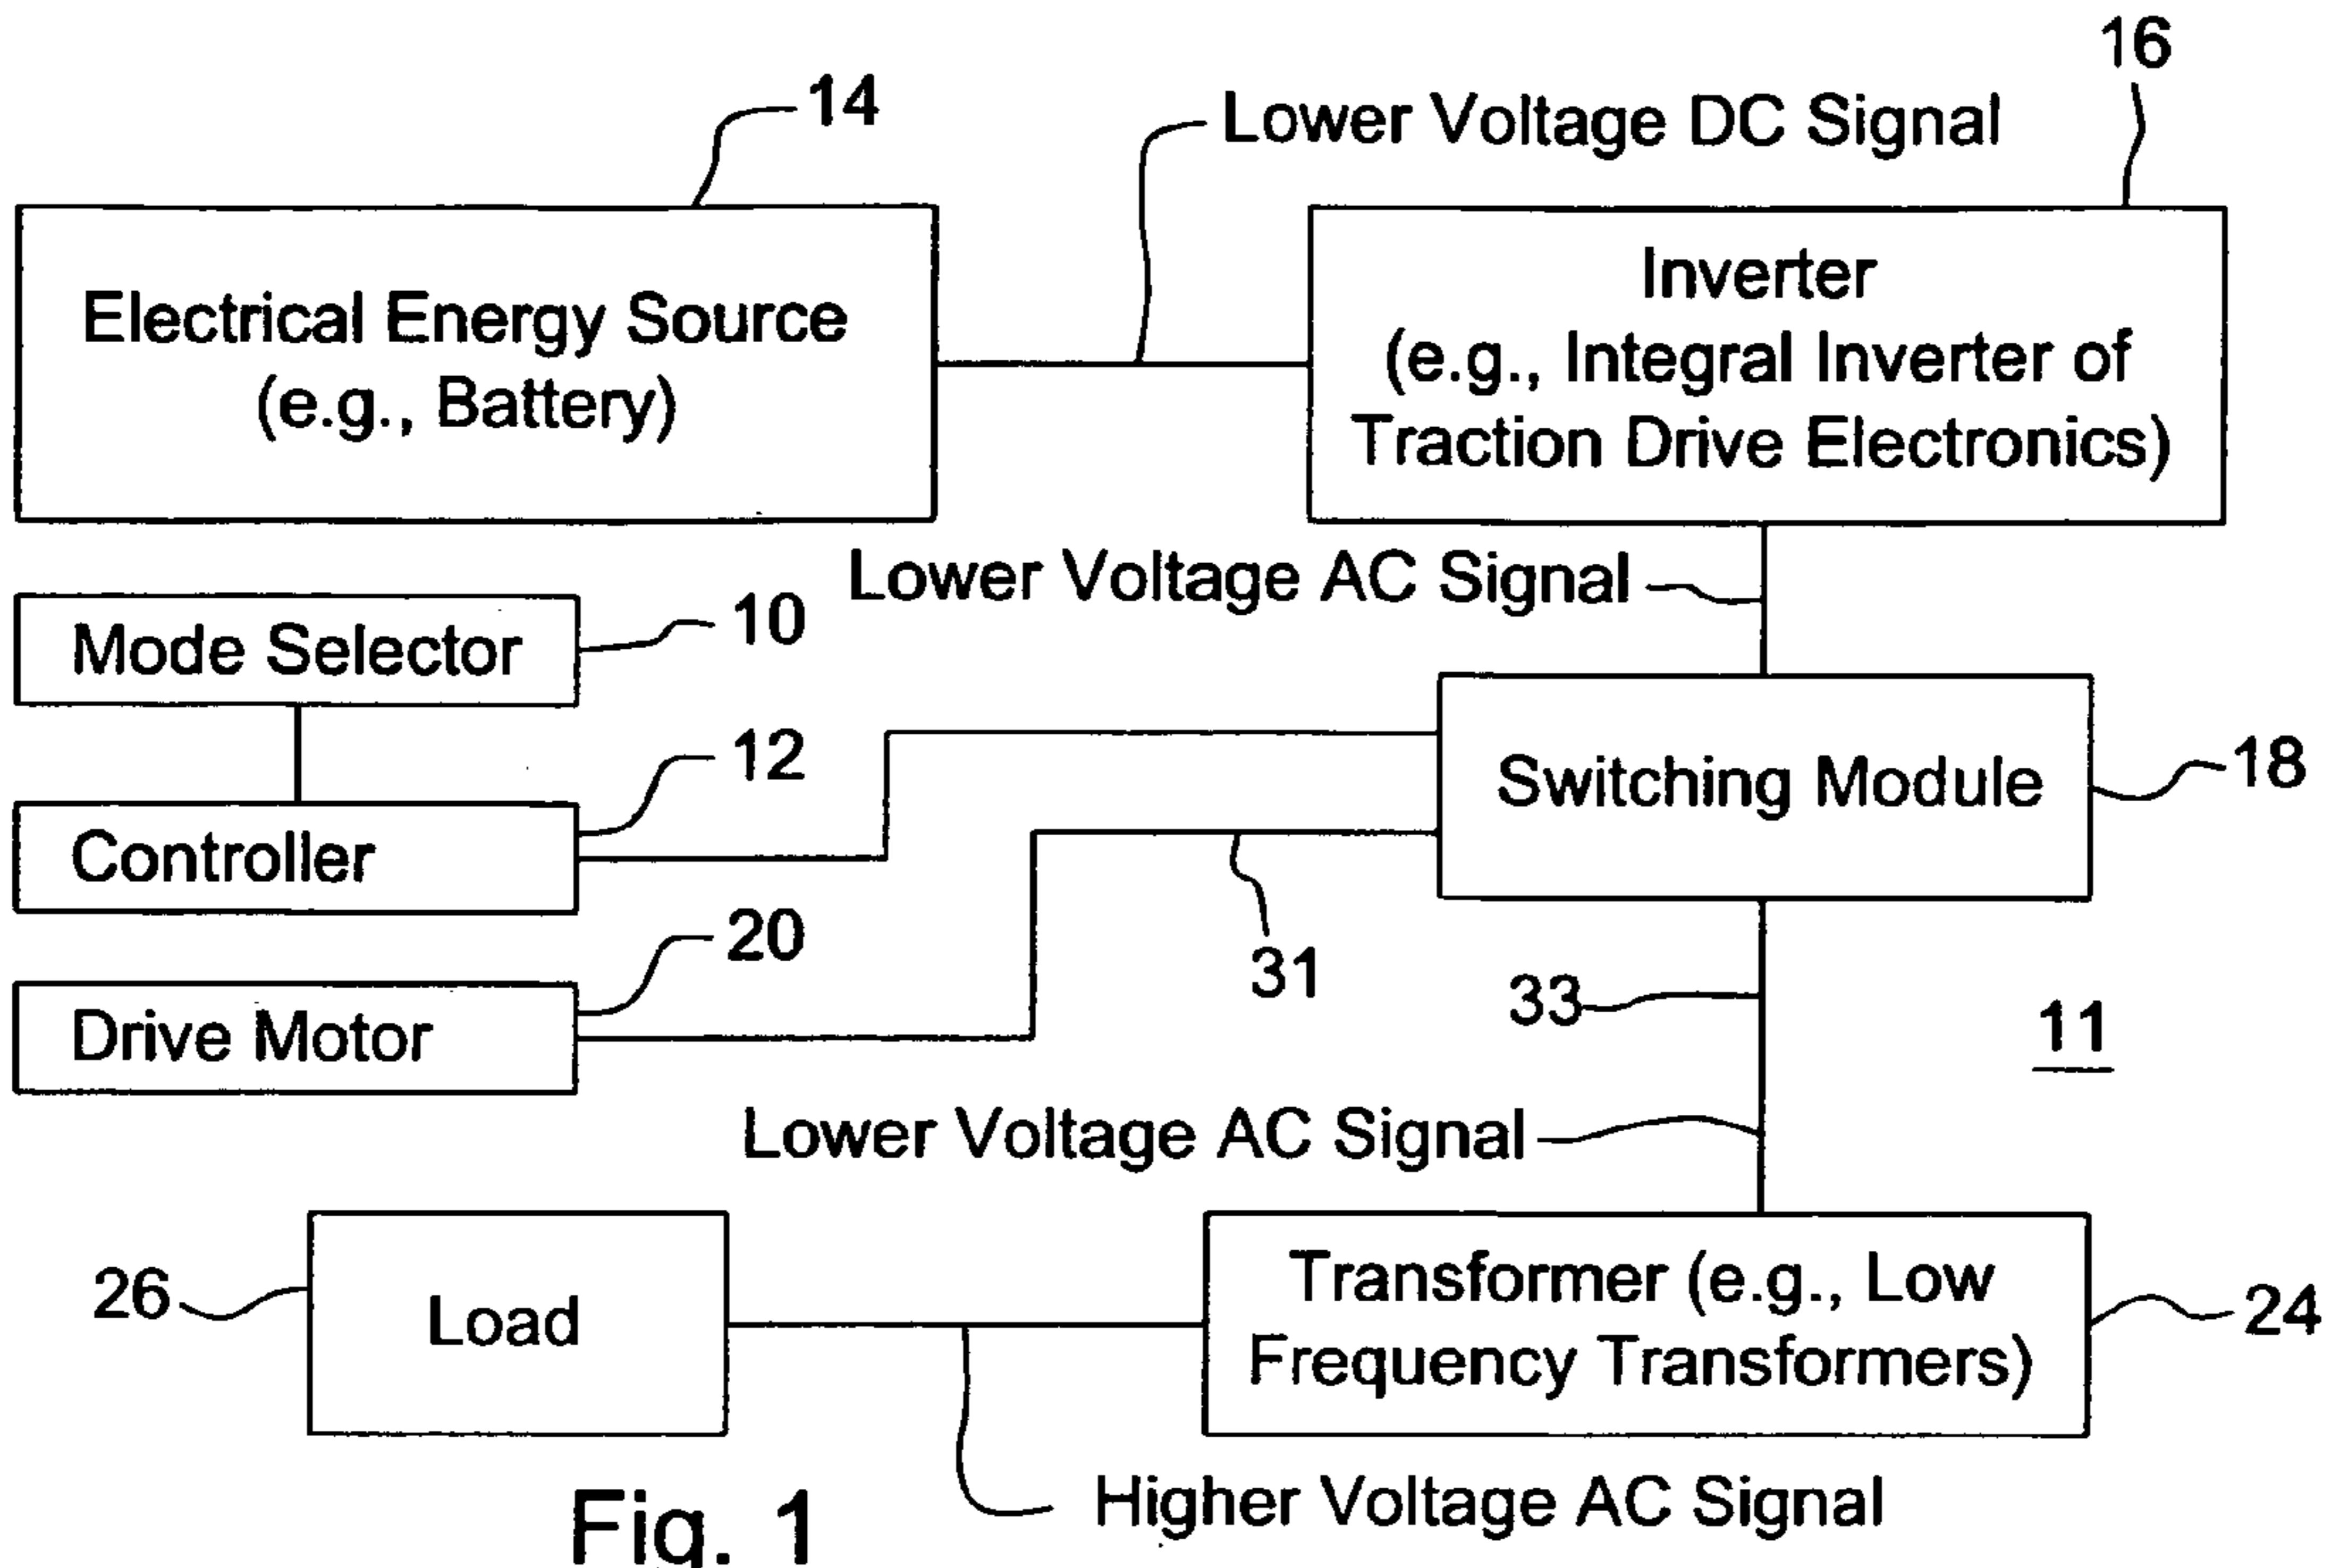 16
14
Lower Voltage DC Signal
Electrical Energy Source
(e.g., Battery)
Inverter
(e.g., Integral Inverter of
Traction Drive Electronics)
Lower Voltage AC Signal
Mode Selector
10
12
Controller
Switching Module
18
20
Drive Motor
31
33
11
Lower Voltage AC Signal
26
Load
Transformer (e.g., Low
Frequency Transformers)
24
Higher Voltage AC Signal
Fig. 1